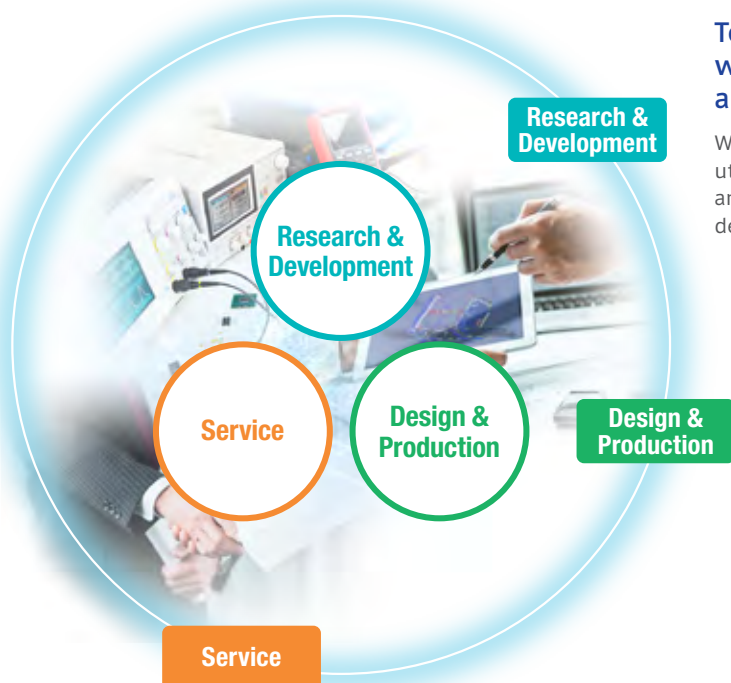 Research &
Development
Research &
Development
Service
Design &
Production
Design &
Production
Service